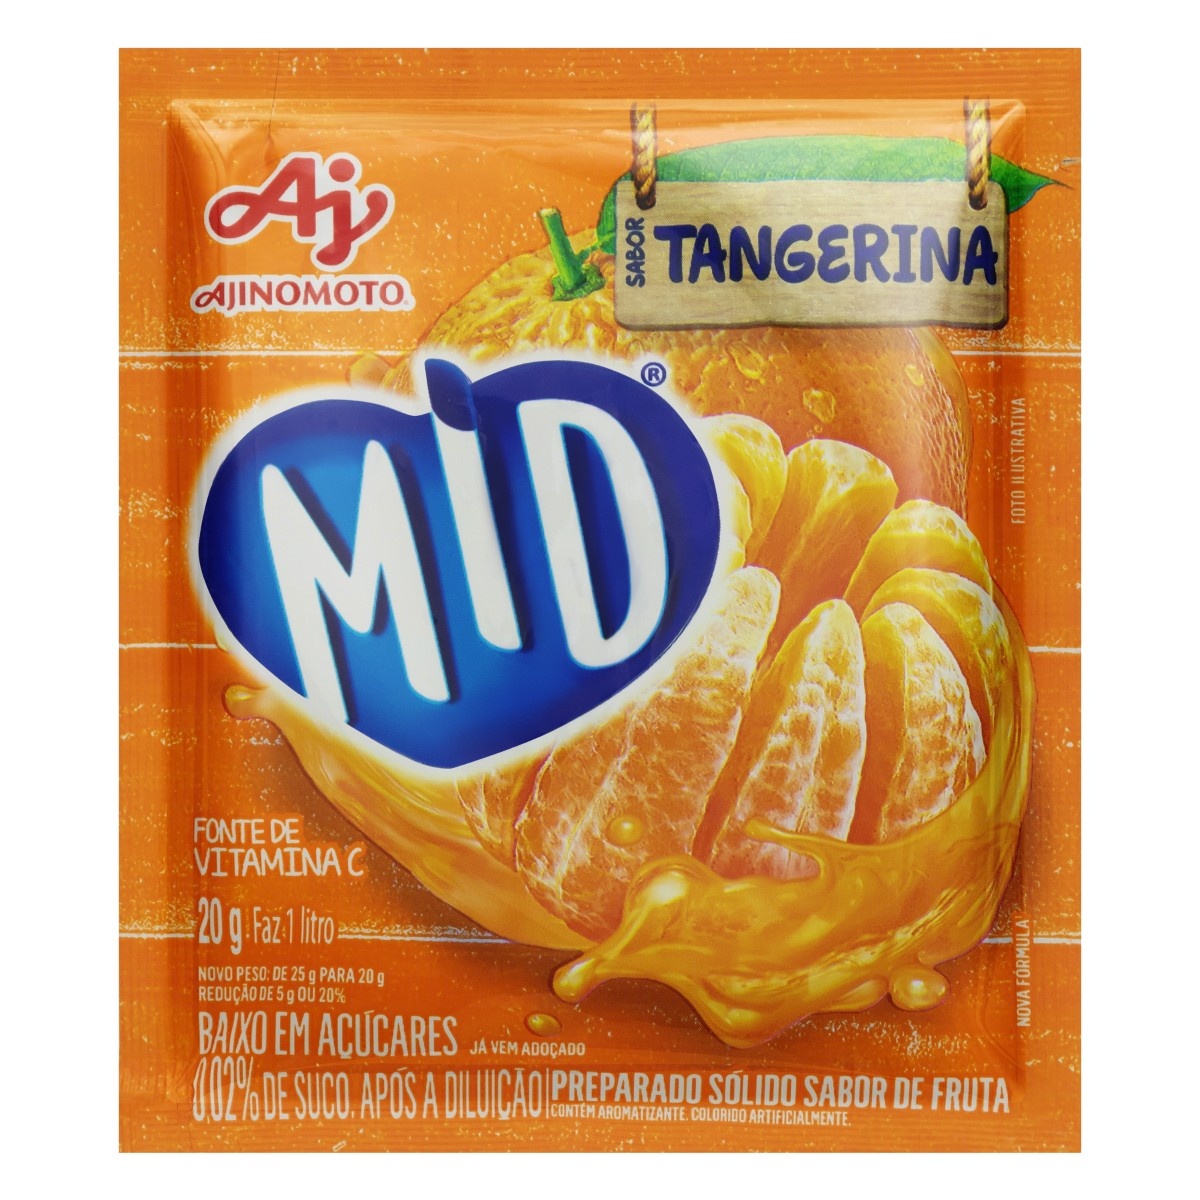 Aj
AJINOMOTO®
SABOR
TANGERINA
MID®
FOTO ILUSTRATIVA
FONTE DE
VITAMINA C
20 g Faz 1 litro
NOVO PESO: DE 25 g PARA 20 g
REDUÇÃO DE 5 g OU 20%
BAIXO EM AÇÚCARES JÁ VEM ADOÇADO
NOVA FÓRMULA
0,02% DE SUCO. APÓS A DILUIÇÃO PREPARADO SÓLIDO SABOR DE FRUTA
CONTÉM AROMATIZANTE. COLORIDO ARTIFICIALMENTE.